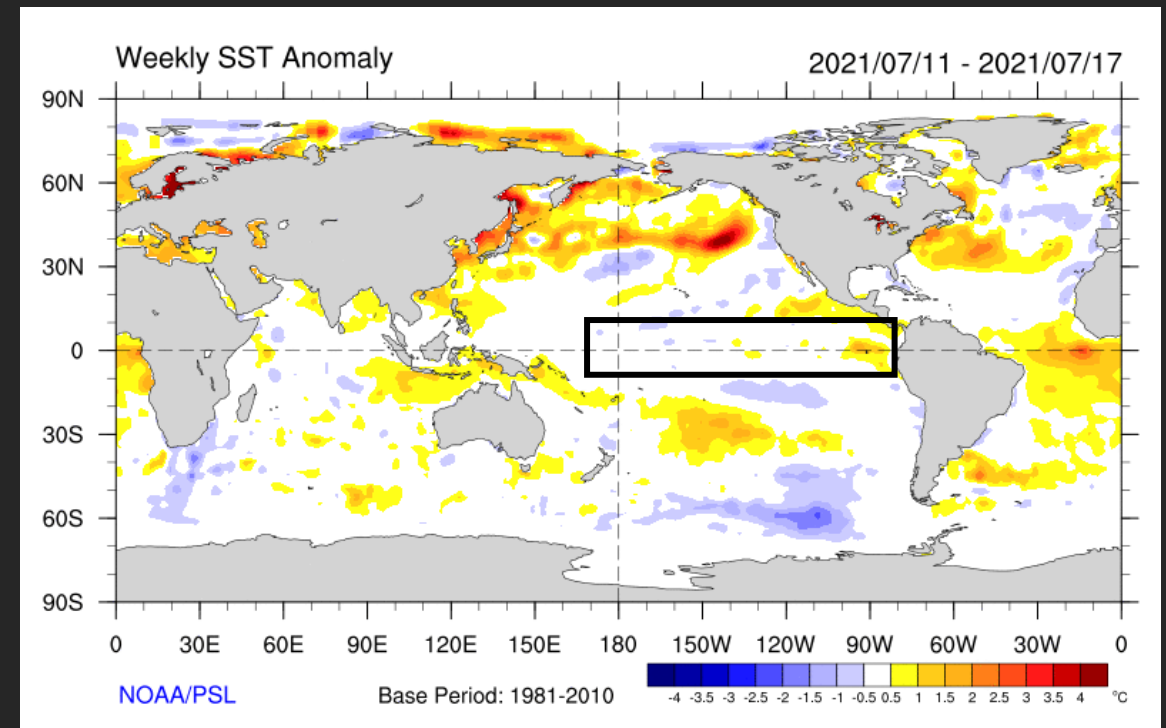 Weekly SST Anomaly
2021/07/11 - 2021/07/17
90N
60N
30N
0
30S
60S
90S
0 30E 60E 90E 120E 150E 180 150W 120W 90W 60W 30W 0
-4 -3.5 -3 -2.5 -2 -1.5 -1 -0.5 0.5 1 1.5 2 2.5 3 3.5 4 °C
NOAA/PSL
Base Period: 1981-2010